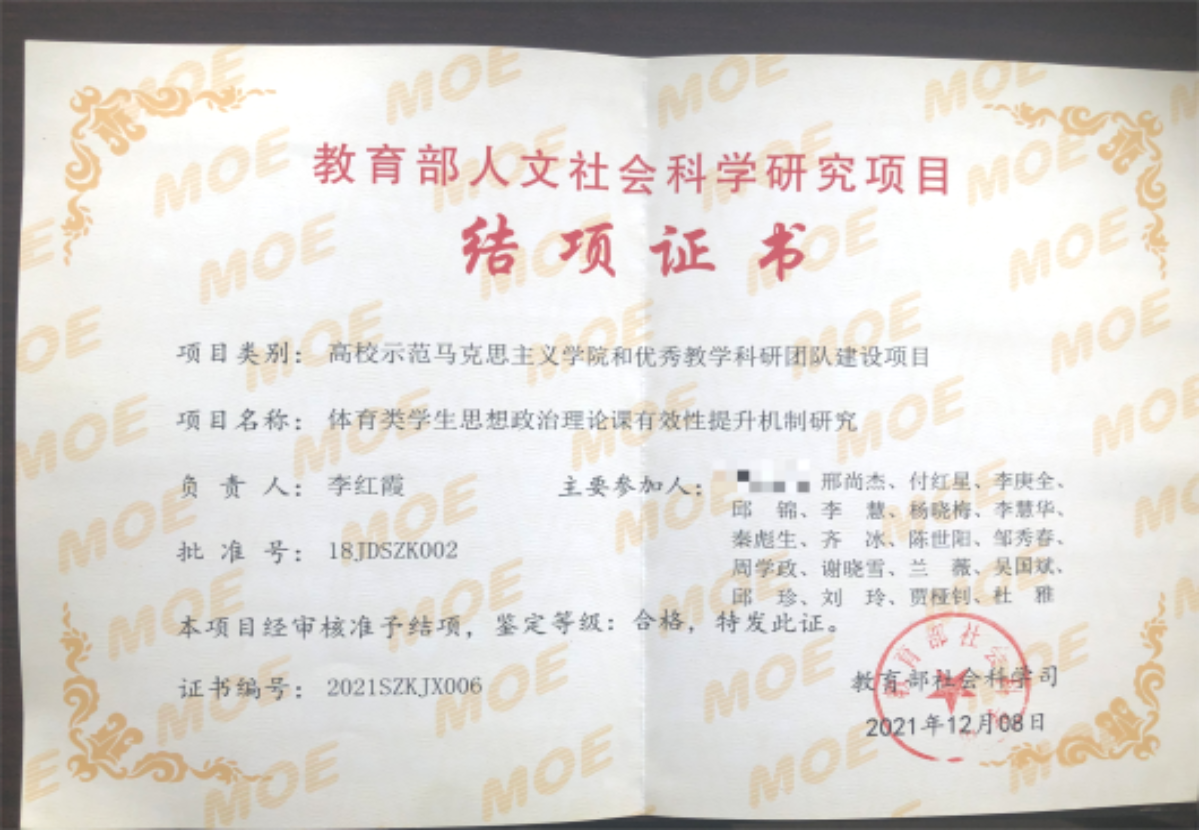 教育部人文社会科学研究项目
结项证书
项目类别：高校示范马克思主义学院和优秀教学科研团队建设项目
项目名称：体育类学生思想政治理论课有效性提升机制研究
负责人：李红霞 主要参加人：邢尚杰、付红星、李庚全、
邱锦、李慧、杨晓梅、李慧华、
秦彪生、齐冰、陈世阳、邹秀春、
批准号：18JDSZK002
周学政、谢晓雪、兰薇、吴国斌、
邱珍、刘玲、贾桠钊、杜雅
本项目经审核准予结项，鉴定等级：合格，特发此证。
证书编号：2021SZKJX006
教育部社会科学司
2021年12月08日
MOE